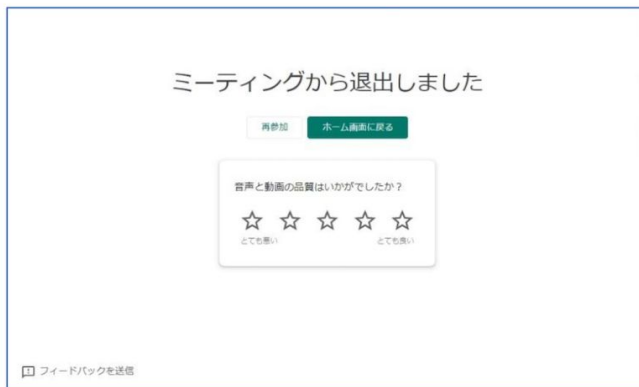 ミーティングから退出しました
再参加
ホーム画面に戻る
音声と動画の品質はいかがでしたか？
とても悪い
とても良い
フィードバックを送信